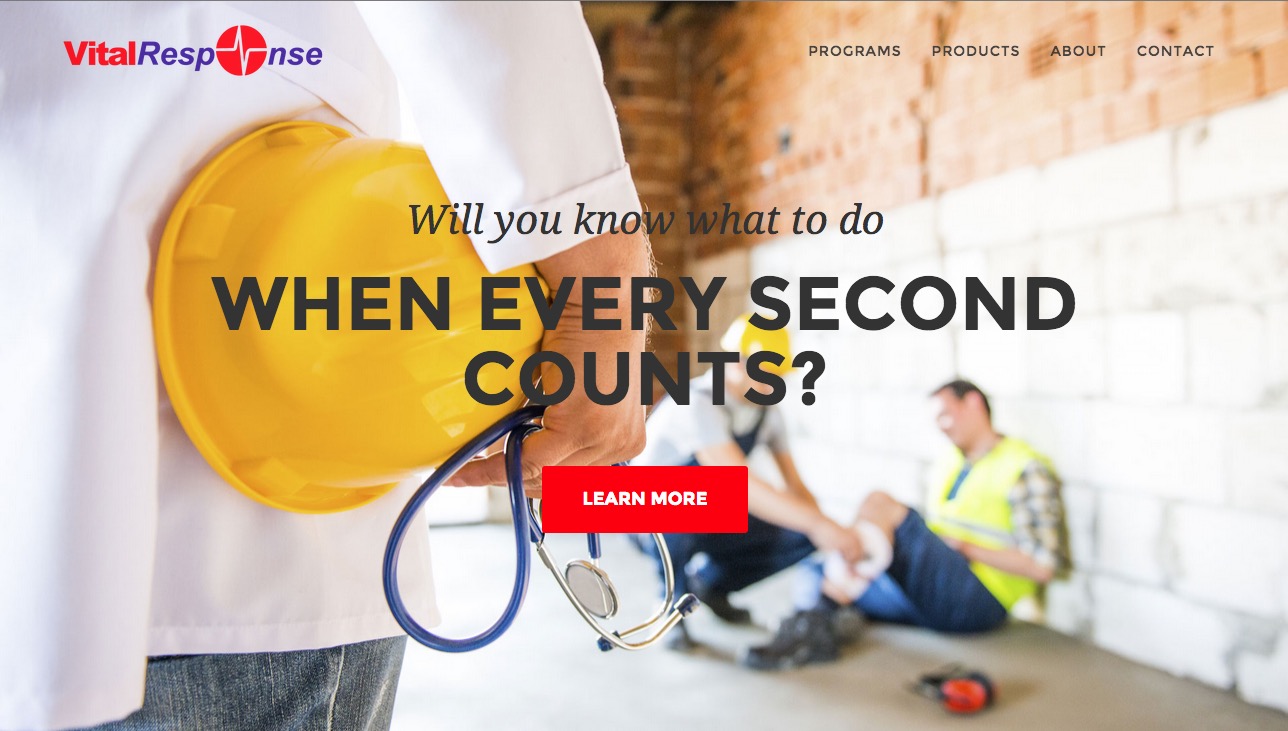 VitalResponse
PROGRAMS PRODUCTS ABOUT CONTACT
Will you know what to do
WHEN EVERY SECOND
COUNTS?
LEARN MORE